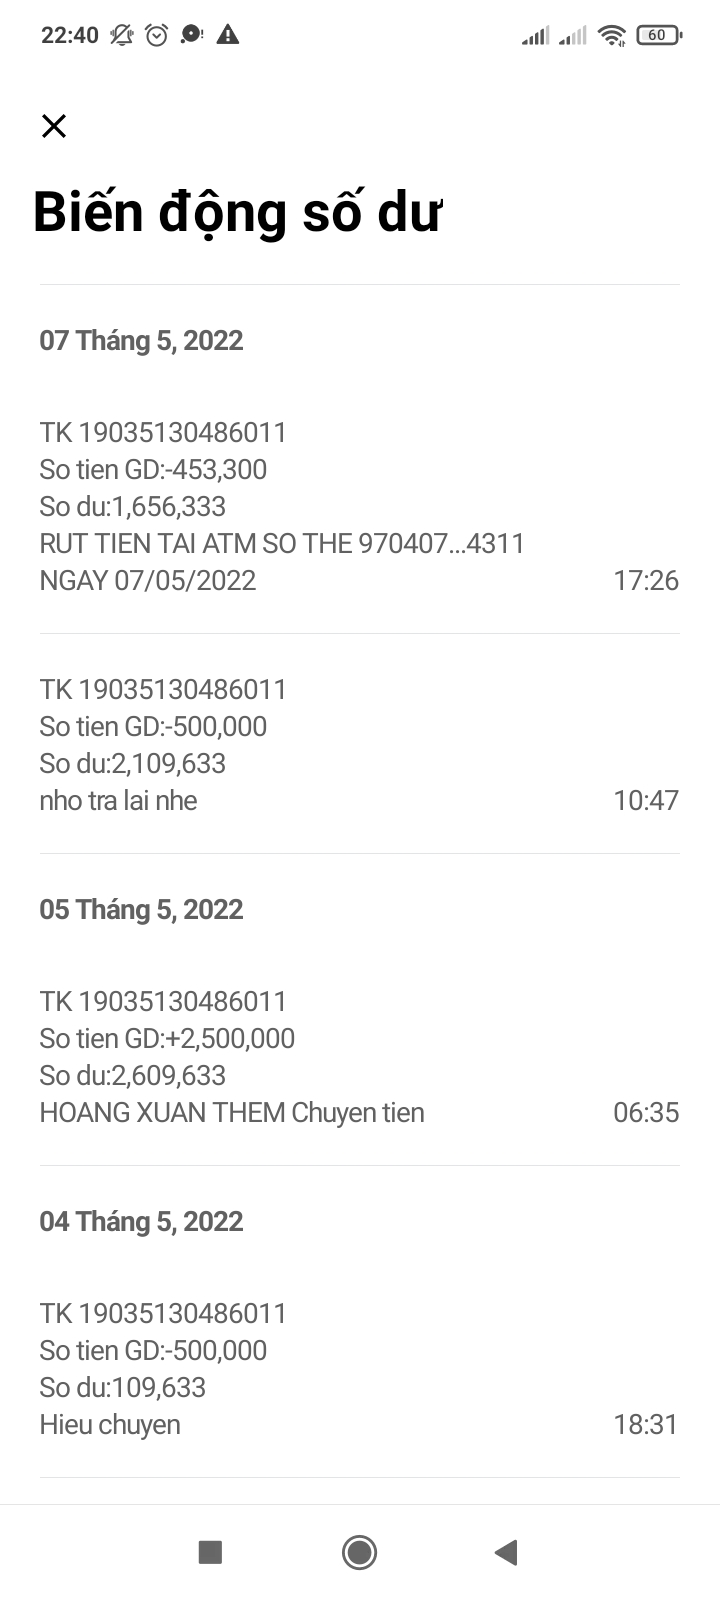 22:40
60
Biến động số dư
07 Tháng 5, 2022
TK 19035130486011
So tien GD:-453,300
So du:1,656,333
RUT TIEN TAI ATM SO THE 970407...4311
NGAY 07/05/2022 17:26
TK 19035130486011
So tien GD:-500,000
So du:2,109,633
nho tra lai nhe 10:47
05 Tháng 5, 2022
TK 19035130486011
So tien GD:+2,500,000
So du:2,609,633
HOANG XUAN THEM Chuyen tien 06:35
04 Tháng 5, 2022
TK 19035130486011
So tien GD:-500,000
So du:109,633
Hieu chuyen 18:31